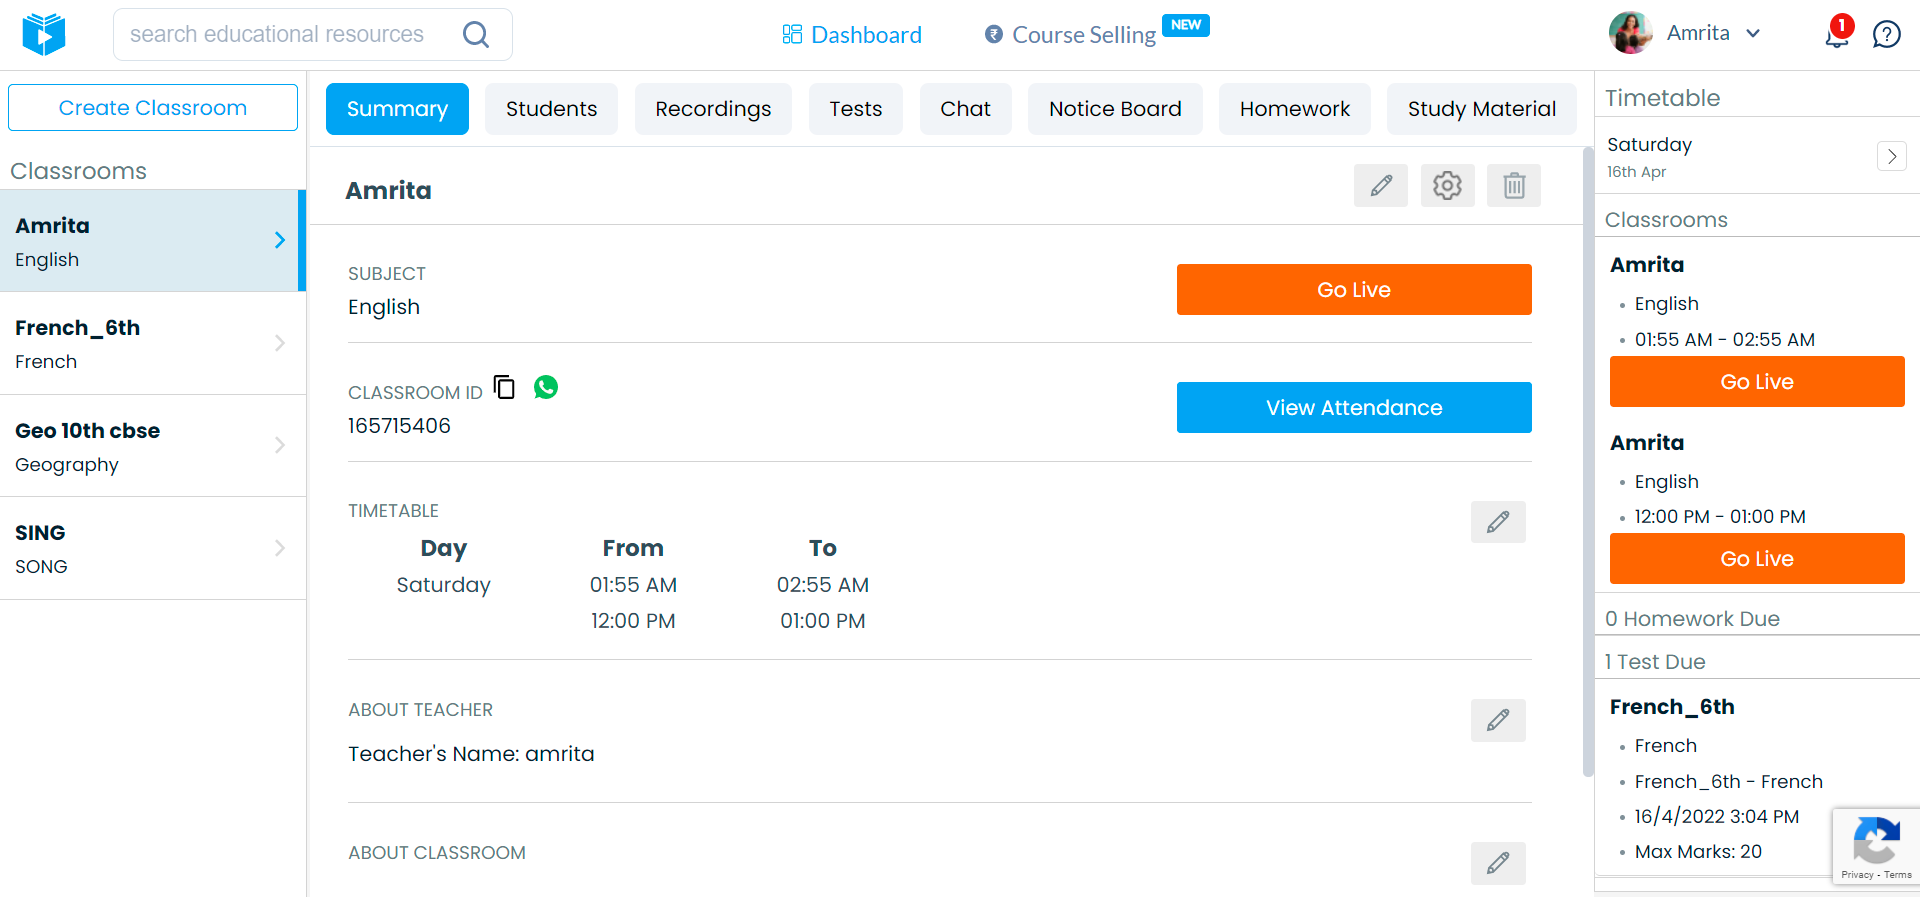 search educational resources
Dashboard
Course Selling NEW
Amrita
1
Create Classroom
Classrooms
Amrita
English
French_6th
French
Geo 10th cbse
Geography
SING
SONG
Summary
Students
Recordings
Tests
Chat
Notice Board
Homework
Study Material
Amrita
SUBJECT
English
Go Live
CLASSROOM ID
165715406
View Attendance
TIMETABLE
Day From To
Saturday 01:55 AM 02:55 AM
12:00 PM 01:00 PM
ABOUT TEACHER
Teacher's Name: amrita
ABOUT CLASSROOM
Timetable
Saturday
16th Apr
Classrooms
Amrita
English
01:55 AM - 02:55 AM
Go Live
Amrita
English
12:00 PM - 01:00 PM
Go Live
0 Homework Due
1 Test Due
French_6th
French
French_6th - French
16/4/2022 3:04 PM
Max Marks: 20
Privacy - Terms